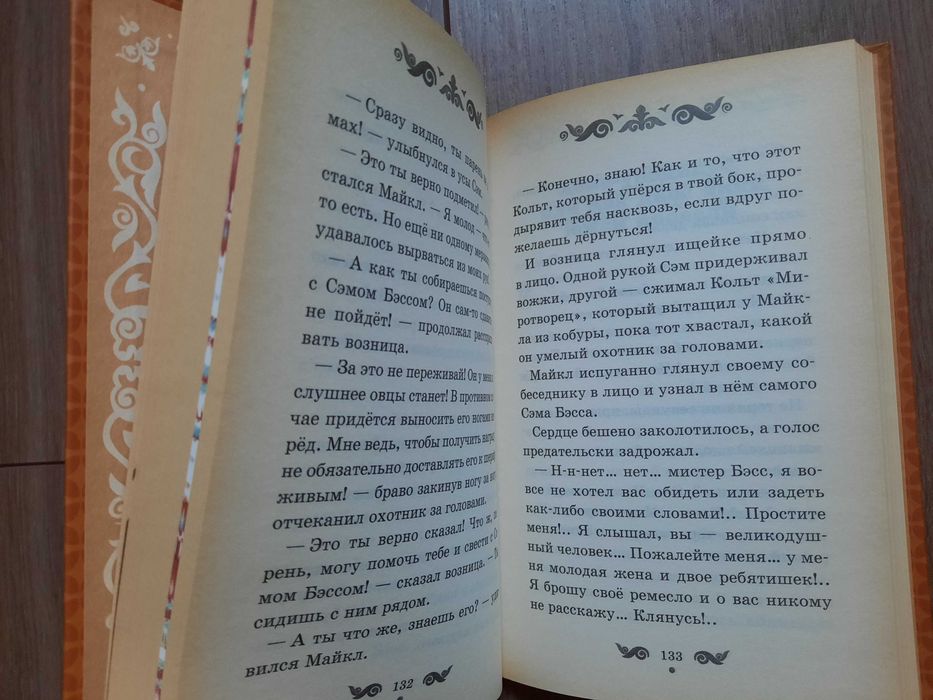 — Сразу видно, ты парень не
мах! — улыбнулся в усы Сэм.
— Это ты верно подметил! —
стался Майкл. — Я молод —
то есть. Но ещё ни одному
удавалось вырваться из моих рук.
— А как ты собираешься
с Сэмом Бэссом? Он сам-то
не пойдёт! — продолжал
вать возница.
— За это не переживай! Он у меня
слушнее овцы станет! В противном
чае придётся выносить его ногами
рёд. Мне ведь, чтобы получить
не обязательно доставлять его к
живым! — браво закинув ногу за
отчеканил охотник за головами.
— Это ты верно сказал! Что ж,
рень, могу помочь тебе и свести с
мом Бэссом! — сказал возница. —
сидишь с ним рядом.
— А ты что же, знаешь его? —
вился Майкл.
132
— Конечно, знаю! Как и то, что этот
Кольт, который упёрся в твой бок, про-
дырявит тебя насквозь, если вдруг по-
желаешь дёрнуться!
И возница глянул ищейке прямо
в лицо. Одной рукой Сэм придерживал
вожжи, другой — сжимал Кольт «Ми-
ротворец», который вытащил у Майк-
ла из кобуры, пока тот хвастал, какой
он умелый охотник за головами.
Майкл испуганно глянул своему со-
беседнику в лицо и узнал в нём самого
Сэма Бэсса.
Сердце бешено заколотилось, а голос
предательски задрожал.
— Н-н-нет... нет... мистер Бэсс, я во-
все не хотел вас обидеть или задеть
как-либо своими словами!.. Простите
меня!.. Я слышал, вы — великодуш-
ный человек... Пожалейте меня... у ме-
ня молодая жена и двое ребятишек!..
Я брошу своё ремесло и о вас никому
не расскажу... Клянусь!..
133